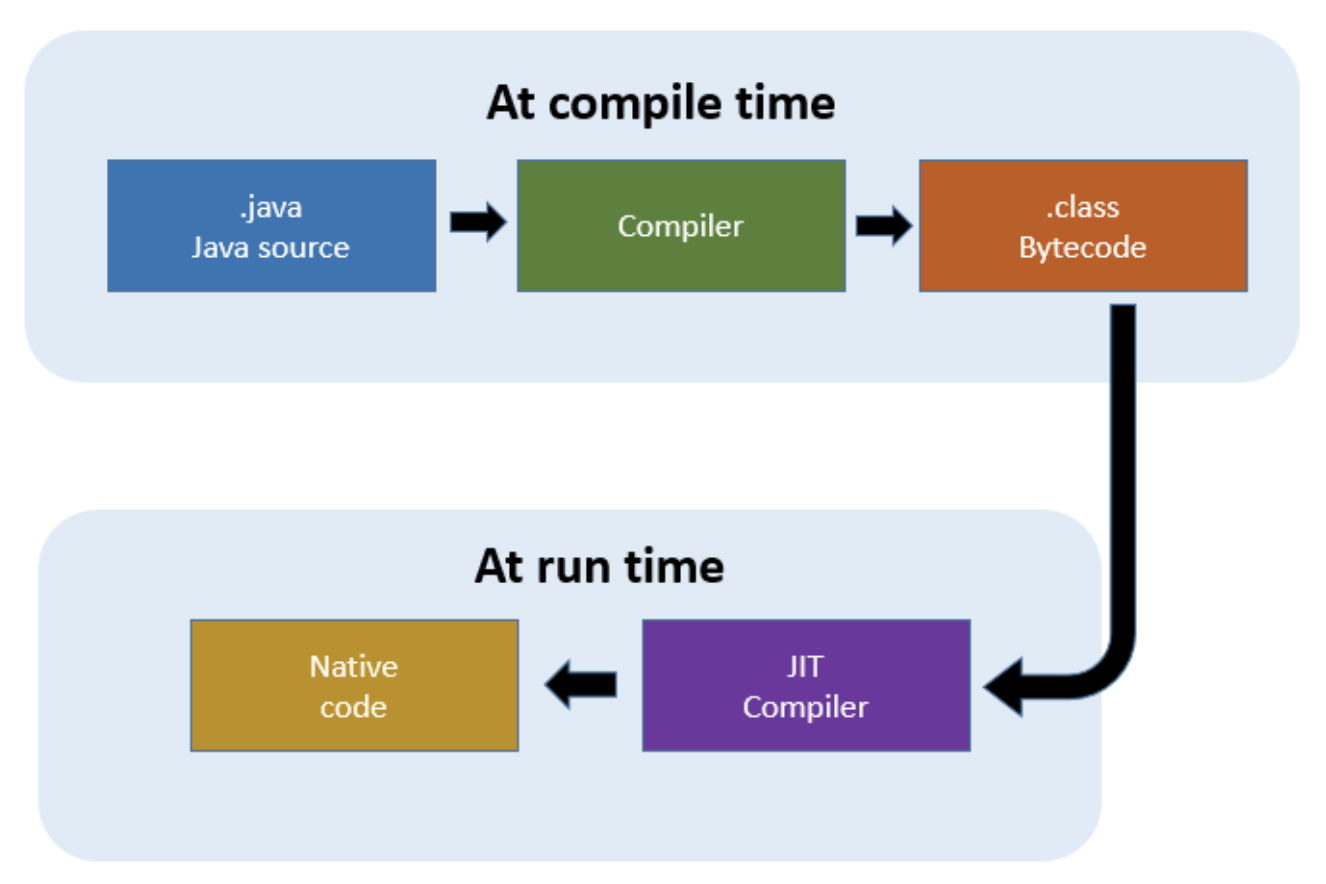 At compile time
.java
Java source
Compiler
.class
Bytecode
At run time
Native
code
JIT
Compiler